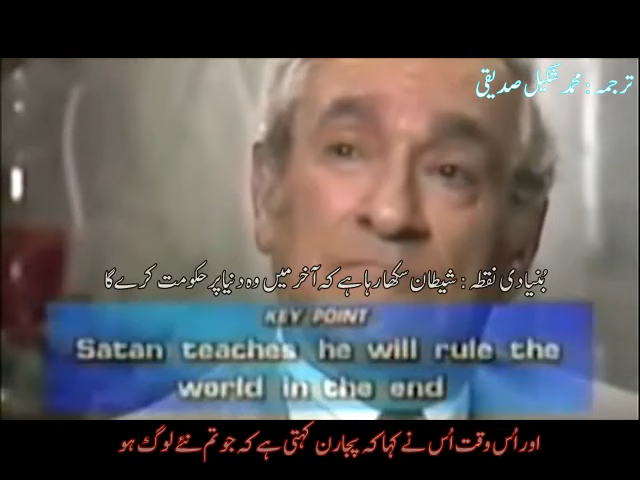 ترجمہ : محمد شکیل صدیقی
بُنیادی نقطہ : شیطان سکھا رہا ہے کہ آخر میں وہ دنیا پر حکومت کرے گا
KEY POINT
Satan teaches he will rule the
world in the end
اور اُس وقت اُس نے کہا کہ پجارن کہتی ہے کہ جو تم نئے لوگ ہو